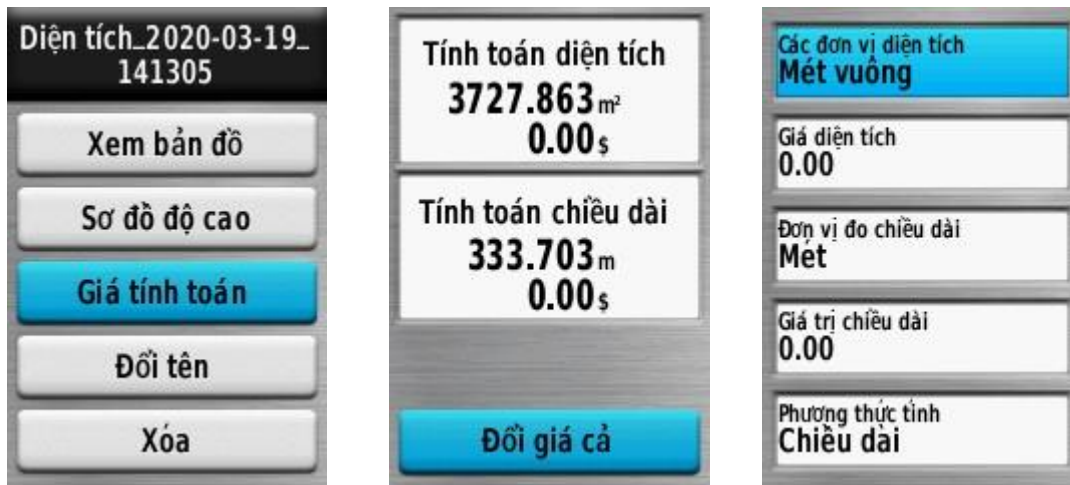 Diện tích_2020-03-19_
141305
Xem bản đồ
Sơ đồ độ cao
Giá tính toán
Đổi tên
Xóa
Tính toán diện tích
3727.863 m²
0.00 $
Tính toán chiều dài
333.703 m
0.00 $
Đổi giá cả
Các đơn vị diện tích
Mét vuông
Giá diện tích
0.00
Đơn vị đo chiều dài
Mét
Giá trị chiều dài
0.00
Phương thức tính
Chiều dài